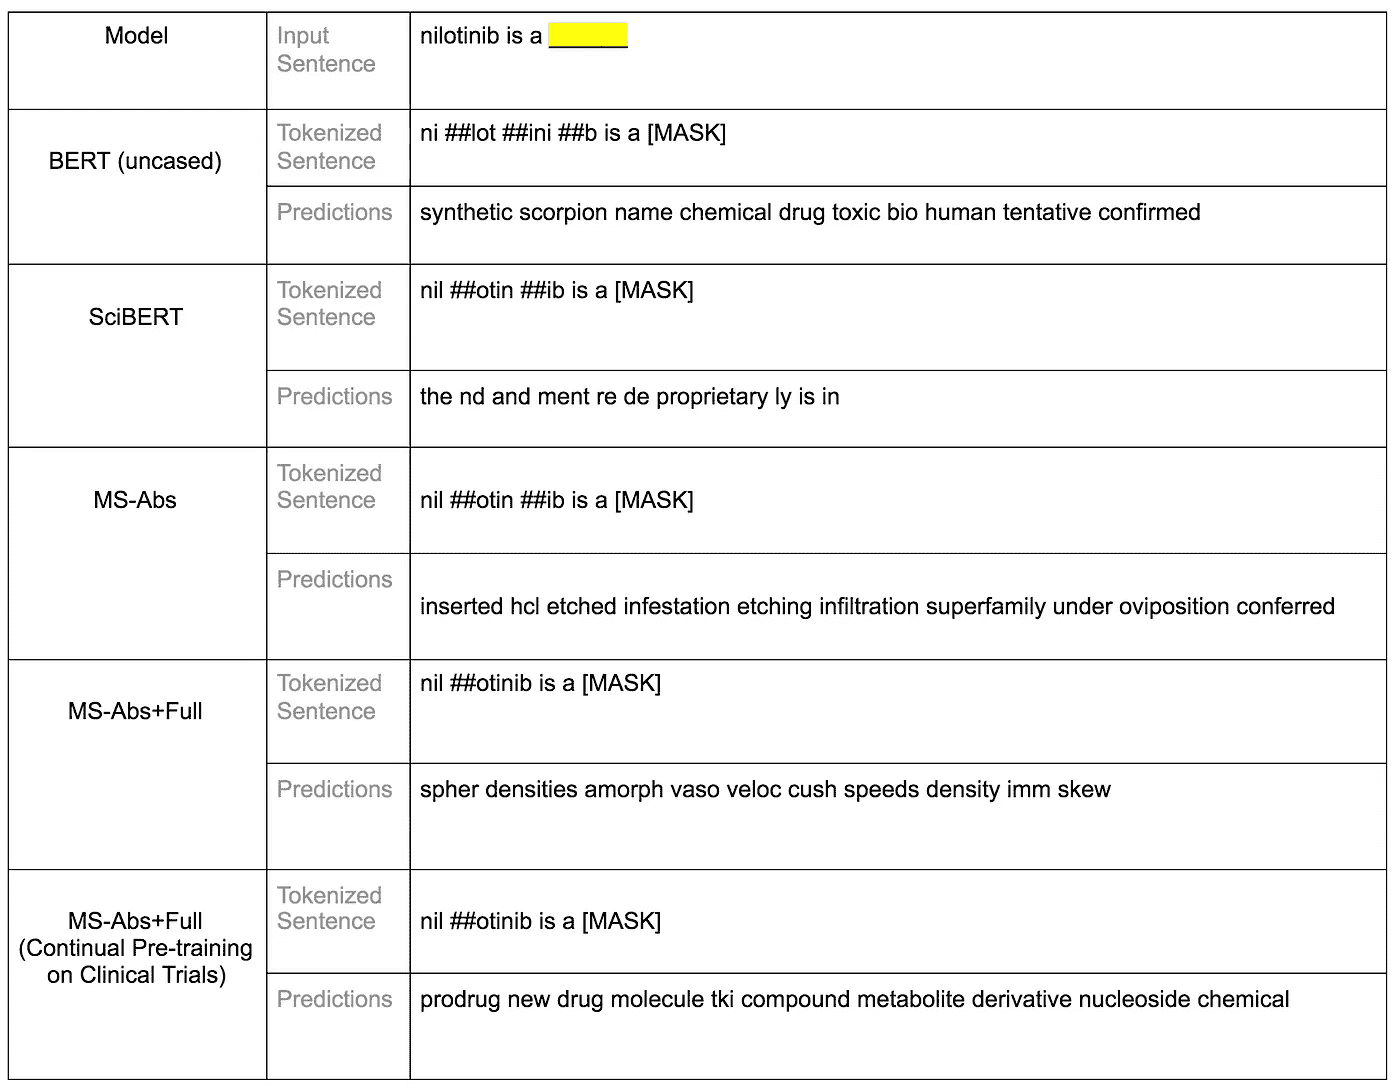 Model
Input
Sentence
nilotinib is a
BERT (uncased)
Tokenized
Sentence
ni ##lot ##ini ##b is a [MASK]
Predictions
synthetic scorpion name chemical drug toxic bio human tentative confirmed
SciBERT
Tokenized
Sentence
nil ##otin ##ib is a [MASK]
Predictions
the nd and ment re de proprietary ly is in
MS-Abs
Tokenized
Sentence
nil ##otin ##ib is a [MASK]
Predictions
inserted hcl etched infestation etching infiltration superfamily under oviposition conferred
MS-Abs+Full
Tokenized
Sentence
nil ##otinib is a [MASK]
Predictions
spher densities amorph vaso veloc cush speeds density imm skew
MS-Abs+Full
(Continual Pre-training
on Clinical Trials)
Tokenized
Sentence
nil ##otinib is a [MASK]
Predictions
prodrug new drug molecule tki compound metabolite derivative nucleoside chemical